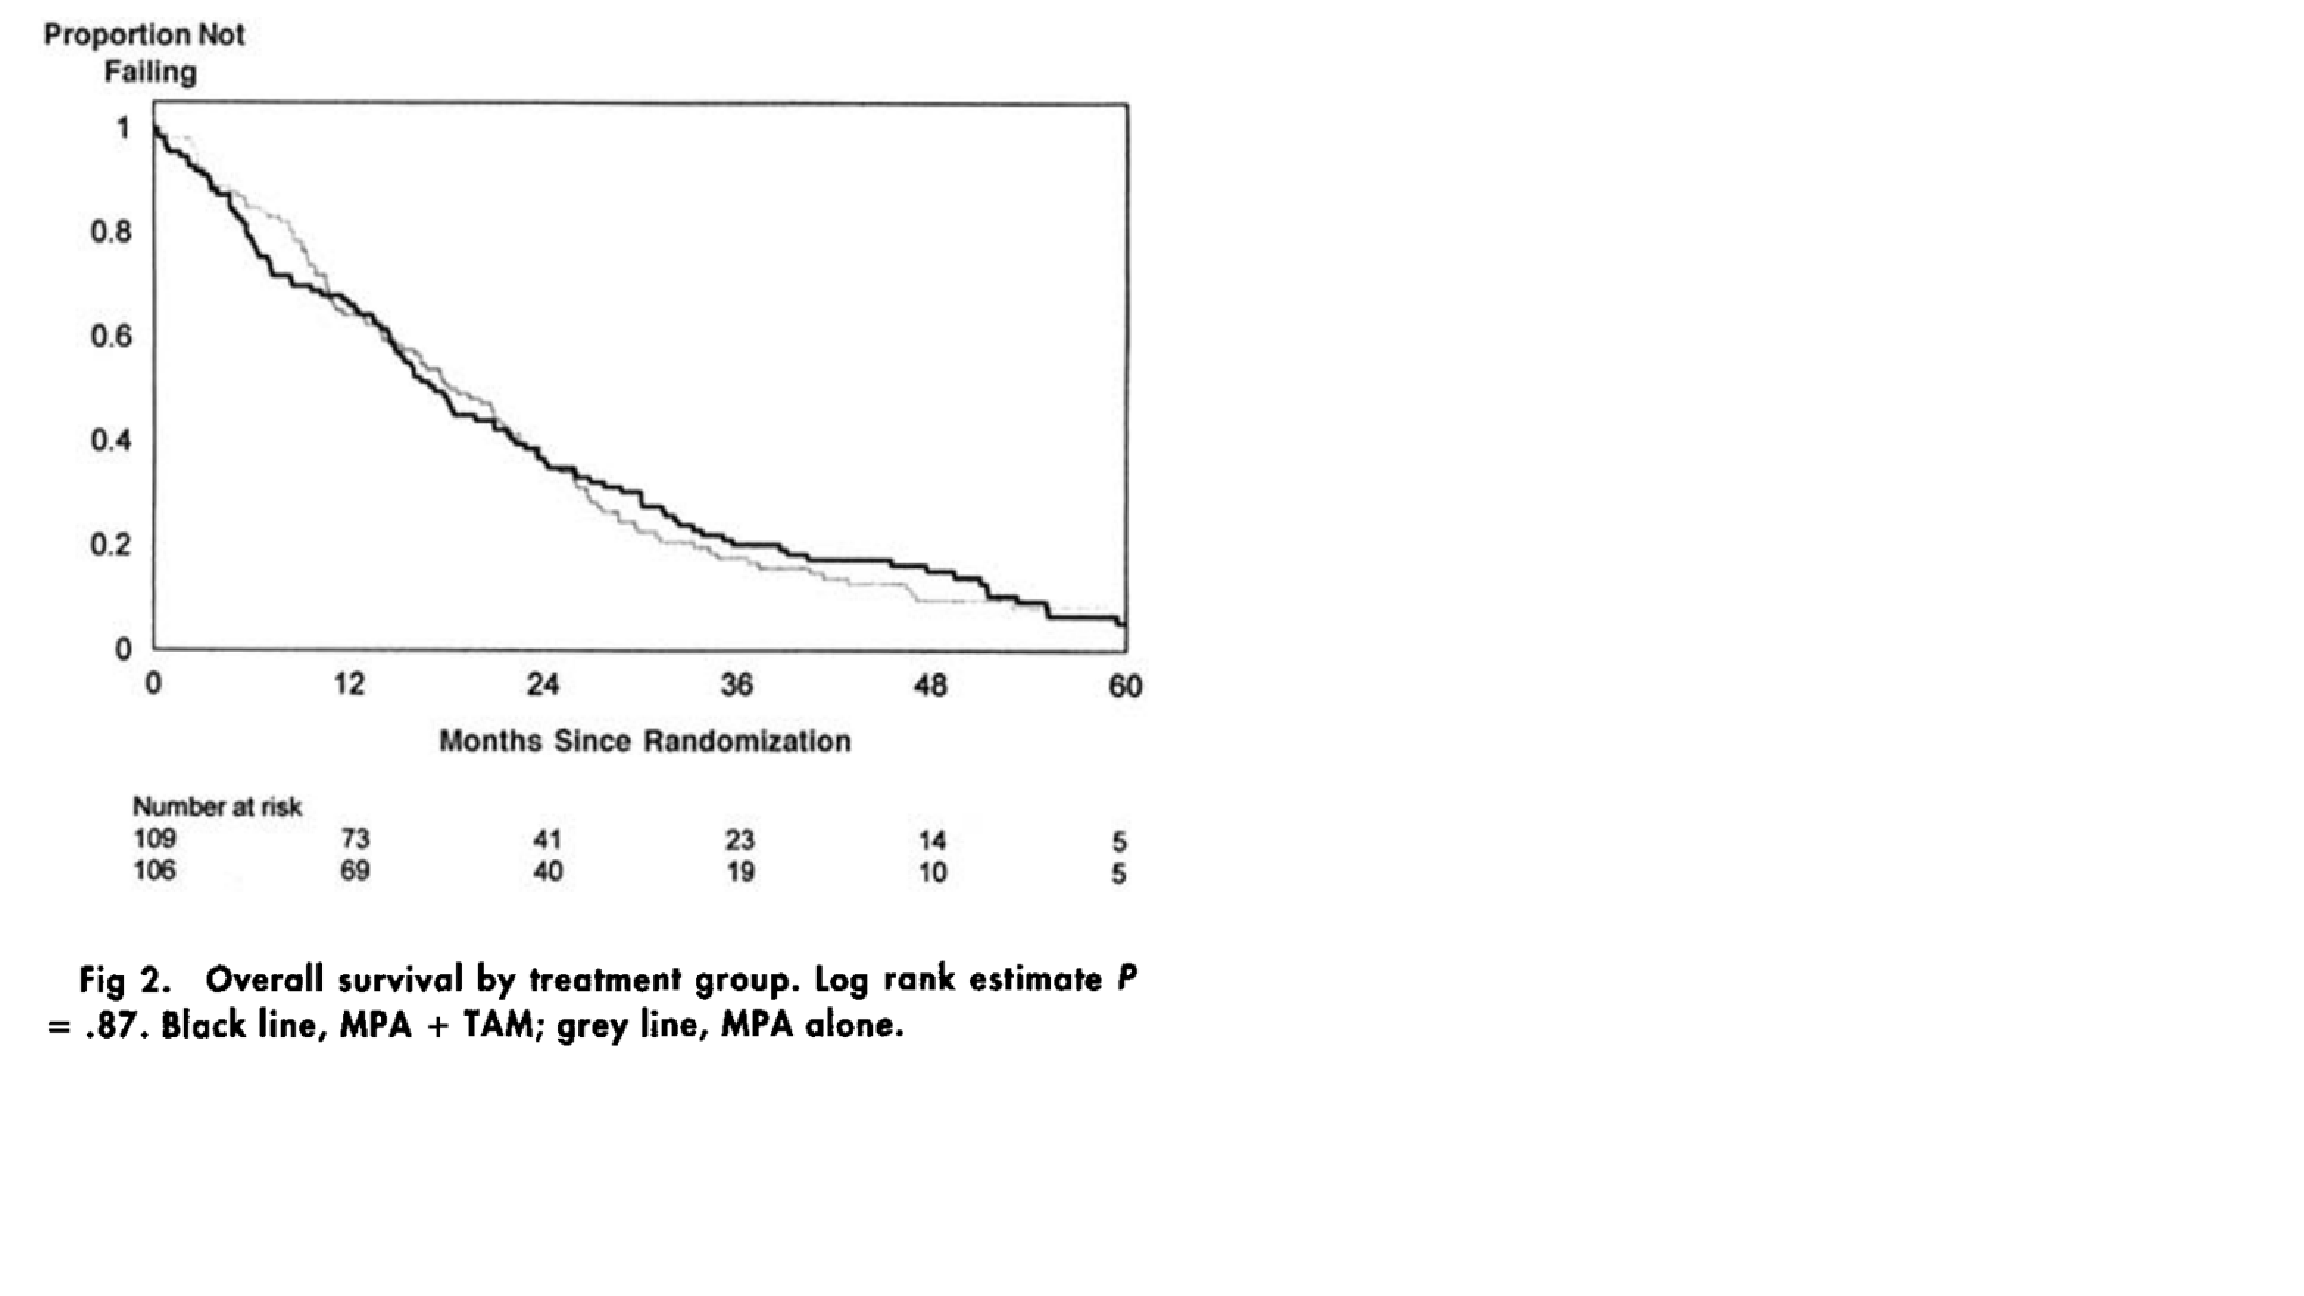 Proportion Not
Failing
1
0.8
0.6
0.4
0.2
0
0 12 24 36 48 60
Months Since Randomization
Number at risk
109 73 41 23 14 5
106 69 40 19 10 5
Fig 2. Overall survival by treatment group. Log rank estimate P
= .87. Black line, MPA + TAM; grey line, MPA alone.